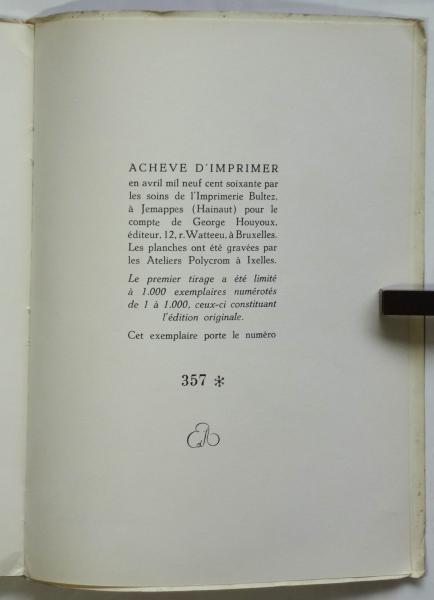 ACHEVE D'IMPRIMER
en avril mil neuf cent soixante par
les soins de l'Imprimerie Bultez,
à Jemappes (Hainaut) pour le
compte de George Houyoux,
éditeur, 12, r. Watteeu, à Bruxelles.
Les planches ont été gravées par
les Ateliers Polycrom à Ixelles.
Le premier tirage a été limité
à 1.000 exemplaires numérotés
de 1 à 1.000, ceux-ci constituant
l'édition originale.
Cet exemplaire porte le numéro
357 *